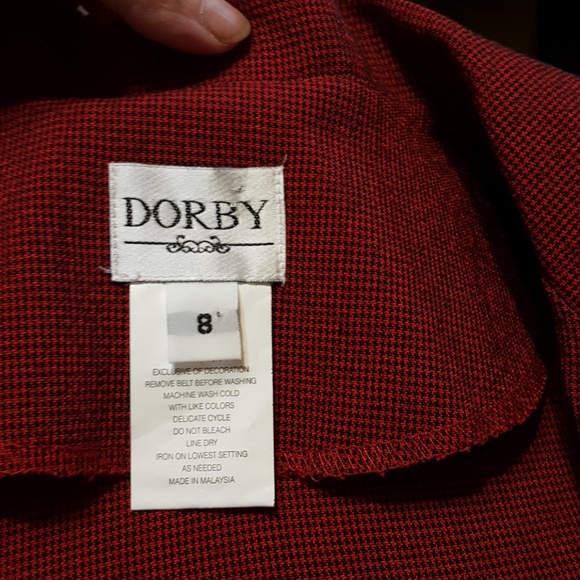 DORBY
8
EXCLUSIVE OF DECORATION
REMOVE BELT BEFORE WASHING
MACHINE WASH COLD
WITH LIKE COLORS
DELICATE CYCLE
DO NOT BLEACH
LINE DRY
IRON ON LOWEST SETTING
AS NEEDED
MADE IN MALAYSIA